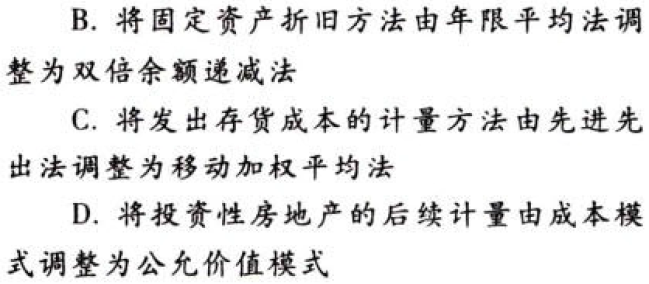 B. 将固定资产折旧方法由年限平均法调
整为双倍余额递减法
C. 将发出存货成本的计量方法由先进先
出法调整为移动加权平均法
D. 将投资性房地产的后续计量由成本模
式调整为公允价值模式